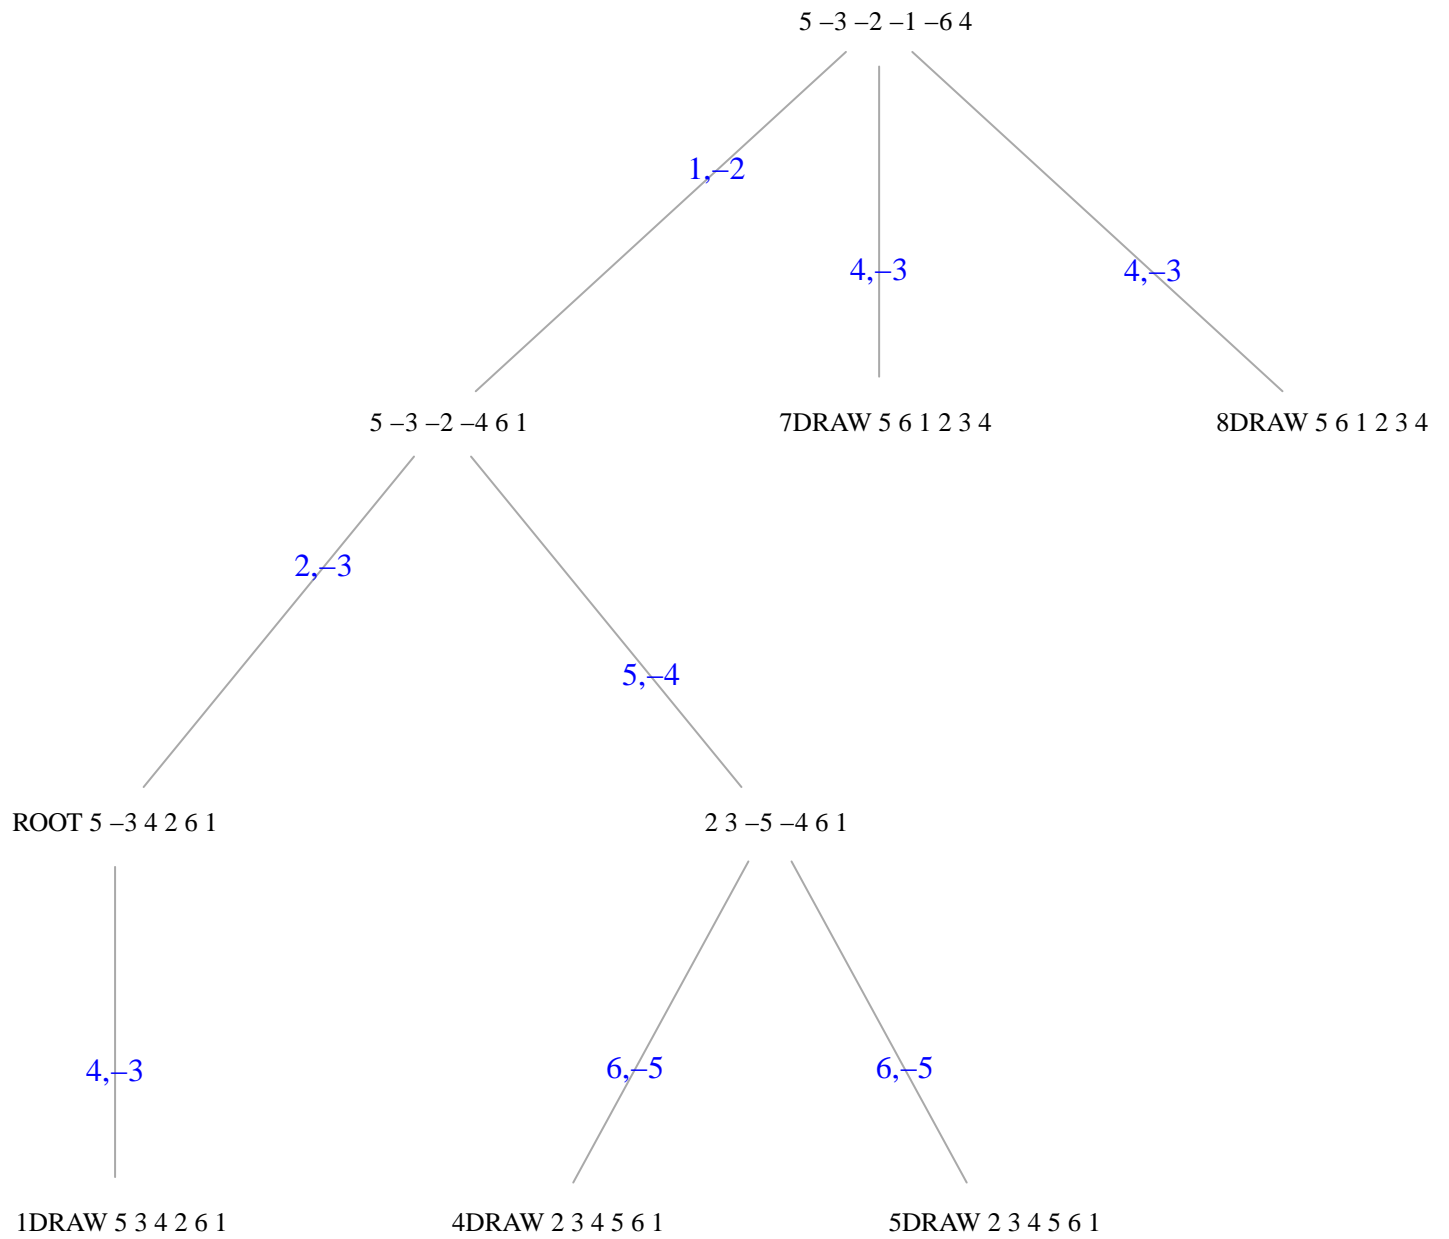 5 –3 –2 –1 –6 4
1,–2
4,–3
4,–3
5 –3 –2 –4 6 1
7DRAW 5 6 1 2 3 4
8DRAW 5 6 1 2 3 4
2,–3
5,–4
ROOT 5 –3 4 2 6 1
2 3 –5 –4 6 1
4,–3
6,–5
6,–5
1DRAW 5 3 4 2 6 1
4DRAW 2 3 4 5 6 1
5DRAW 2 3 4 5 6 1